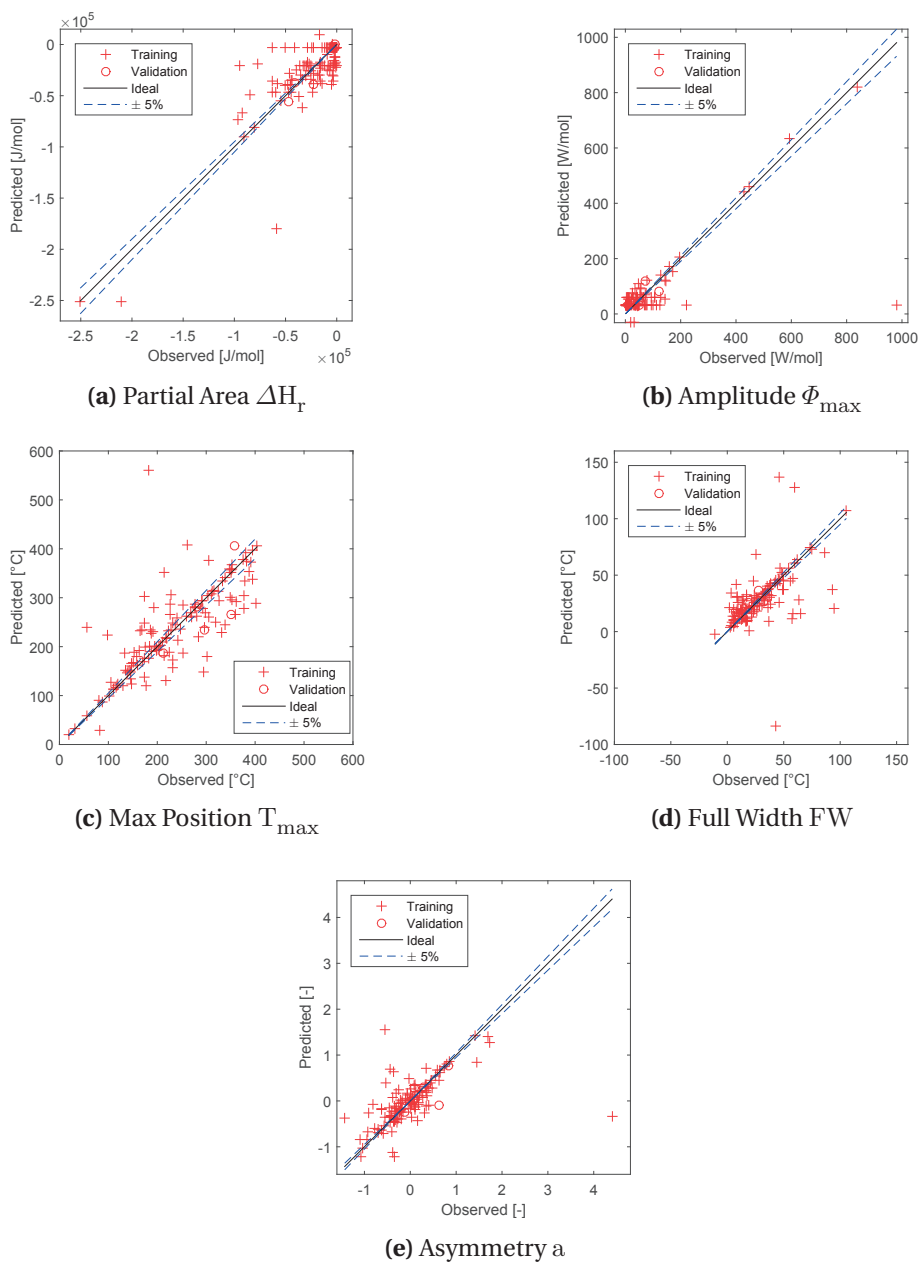 × 10⁵
0
-0.5
-1
-1.5
-2
-2.5
Predicted [J/mol]
Training
Validation
Ideal
± 5%
-2.5 -2 -1.5 -1 -0.5 0
Observed [J/mol]
× 10⁵
(a) Partial Area ΔHᵣ
1000
800
600
400
200
0
Predicted [W/mol]
Training
Validation
Ideal
± 5%
0 200 400 600 800 1000
Observed [W/mol]
(b) Amplitude Φmax
600
500
400
300
200
100
0
Predicted [°C]
Training
Validation
Ideal
± 5%
0 100 200 300 400 500 600
Observed [°C]
(c) Max Position Tmax
150
100
50
0
-50
-100
Predicted [°C]
Training
Validation
Ideal
± 5%
-100 -50 0 50 100 150
Observed [°C]
(d) Full Width FW
4
3
2
1
0
-1
Predicted [-]
Training
Validation
Ideal
± 5%
-1 0 1 2 3 4
Observed [-]
(e) Asymmetry a